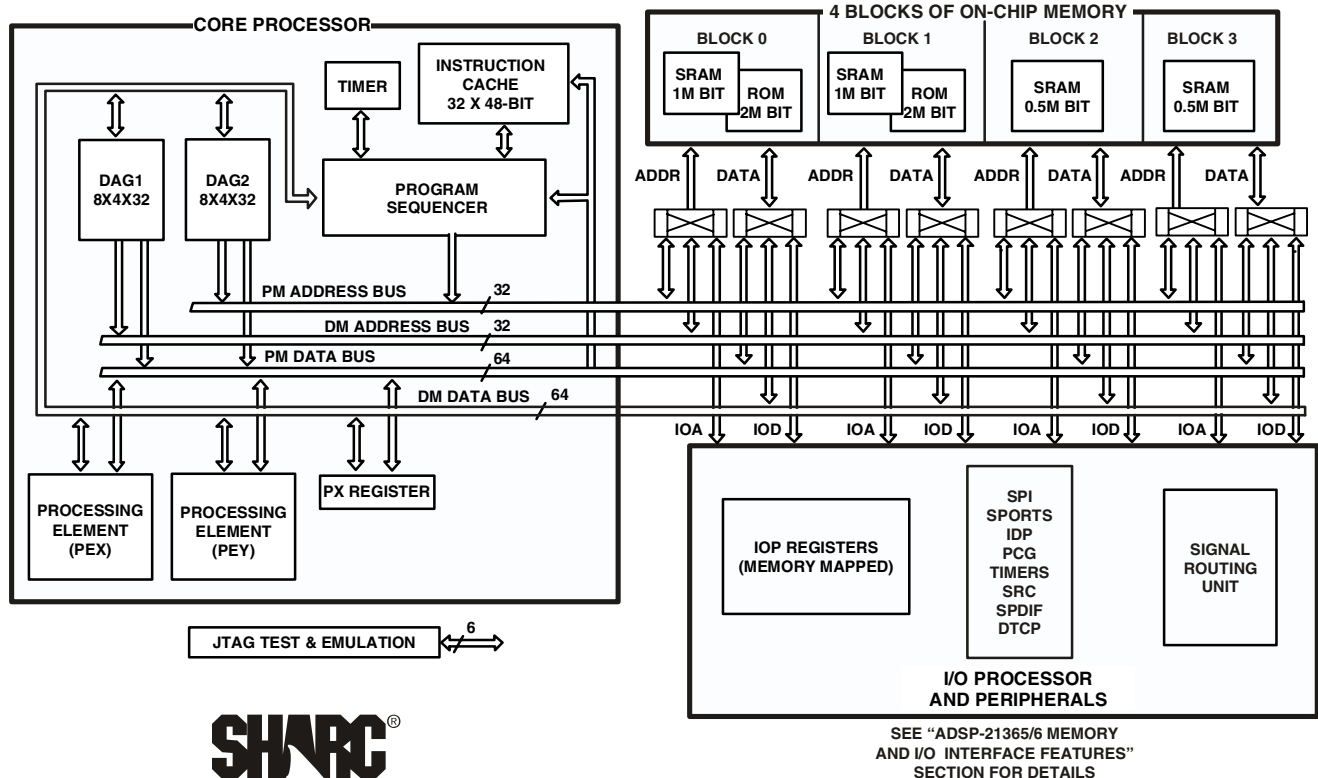 CORE PROCESSOR
TIMER
INSTRUCTION
CACHE
32 X 48-BIT
DAG1
8X4X32
DAG2
8X4X32
PROGRAM
SEQUENCER
PM ADDRESS BUS
32
DM ADDRESS BUS
32
PM DATA BUS
64
DM DATA BUS
64
PROCESSING
ELEMENT
(PEX)
PROCESSING
ELEMENT
(PEY)
PX REGISTER
JTAG TEST & EMULATION
6
SHARC®
4 BLOCKS OF ON-CHIP MEMORY
BLOCK 0
BLOCK 1
BLOCK 2
BLOCK 3
SRAM
1M BIT
ROM
2M BIT
SRAM
1M BIT
ROM
2M BIT
SRAM
0.5M BIT
SRAM
0.5M BIT
ADDR
DATA
ADDR
DATA
ADDR
DATA
ADDR
DATA
IOA
IOD
IOA
IOD
IOA
IOD
IOA
IOD
IOP REGISTERS
(MEMORY MAPPED)
SPI
SPORTS
IDP
PCG
TIMERS
SRC
SPDIF
DTCP
SIGNAL
ROUTING
UNIT
I/O PROCESSOR
AND PERIPHERALS
SEE “ADSP-21365/6 MEMORY
AND I/O INTERFACE FEATURES”
SECTION FOR DETAILS